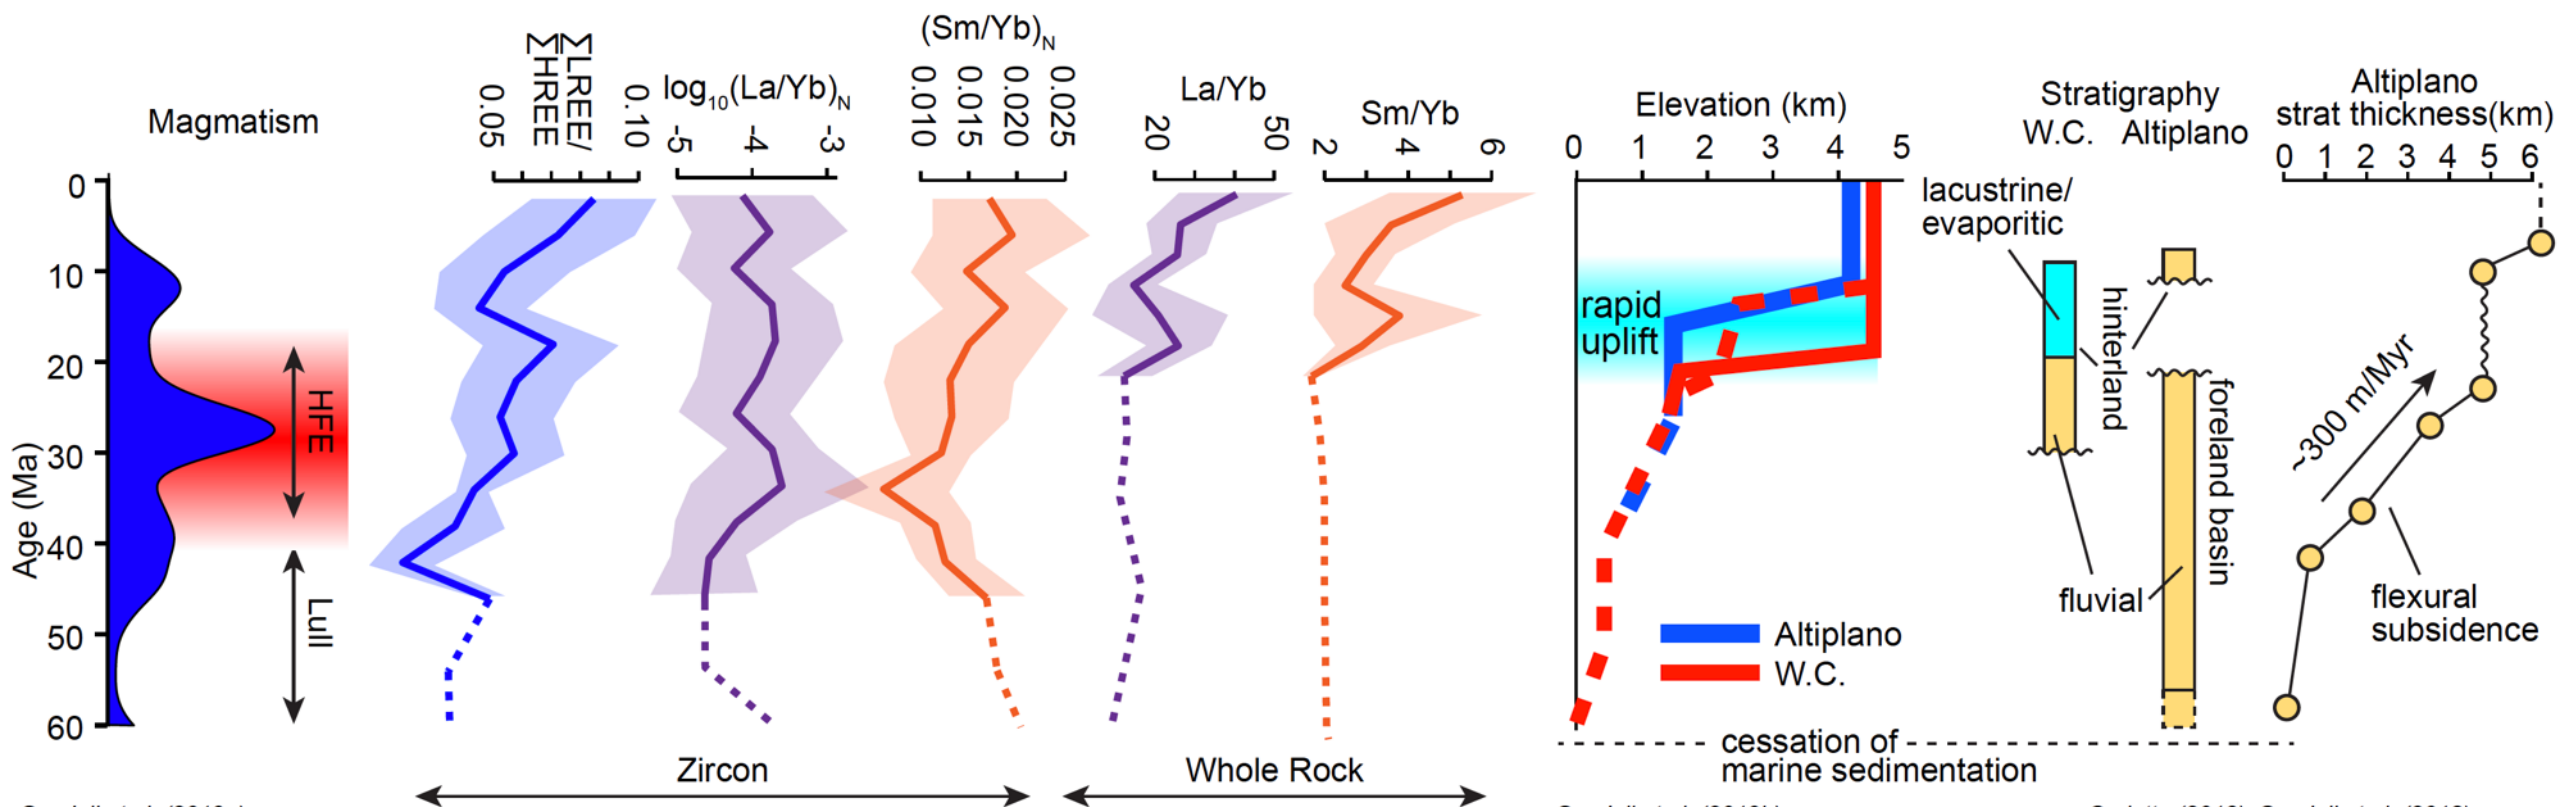 Magmatism
ΣLREE/
ΣHREE
0.05
0.10
log10(La/Yb)N
-5
-4
-3
(Sm/Yb)N
0.010
0.015
0.020
0.025
La/Yb
20
50
Sm/Yb
2
4
6
Elevation (km)
0 1 2 3 4 5
Stratigraphy
W.C. Altiplano
Altiplano
strat thickness(km)
0 1 2 3 4 5 6
Age (Ma)
0
10
20
30
40
50
60
HFE
Lull
rapid
uplift
Altiplano
W.C.
lacustrine/
evaporitic
hinterland
foreland basin
fluvial
~300 m/Myr
flexural
subsidence
cessation of
marine sedimentation
Zircon
Whole Rock